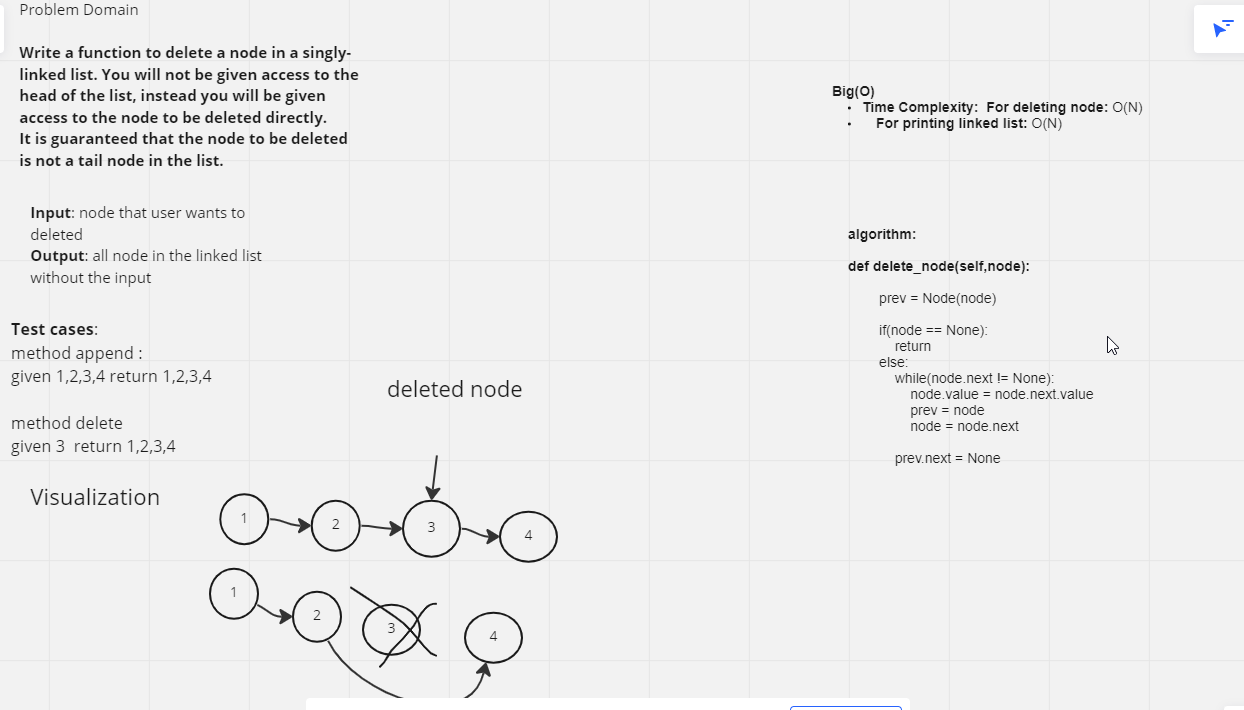 Problem Domain
Write a function to delete a node in a singly-
linked list. You will not be given access to the
head of the list, instead you will be given
access to the node to be deleted directly.
It is guaranteed that the node to be deleted
is not a tail node in the list.
Input: node that user wants to
deleted
Output: all node in the linked list
without the input
Test cases:
method append :
given 1,2,3,4 return 1,2,3,4
method delete
given 3  return 1,2,3,4
Visualization
deleted node
1
2
3
4
1
2
3
4
Big(O)
• Time Complexity:  For deleting node: O(N)
• For printing linked list: O(N)
algorithm:
def delete_node(self,node):
prev = Node(node)
if(node == None):
return
else:
while(node.next != None):
node.value = node.next.value
prev = node
node = node.next
prev.next = None